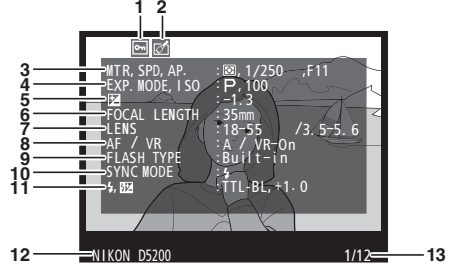 1 2
3 MTR, SPD, AP. : , 1/250 , F11
4 EXP. MODE, ISO : P, 100
5 : -1.3
6 FOCAL LENGTH : 35mm
7 LENS : 18-55 /3.5-5.6
8 AF / VR : A / VR-On
9 FLASH TYPE : Built-in
10 SYNC MODE :
11 , : TTL-BL, +1.0
12 NIKON D5200 1/12 13